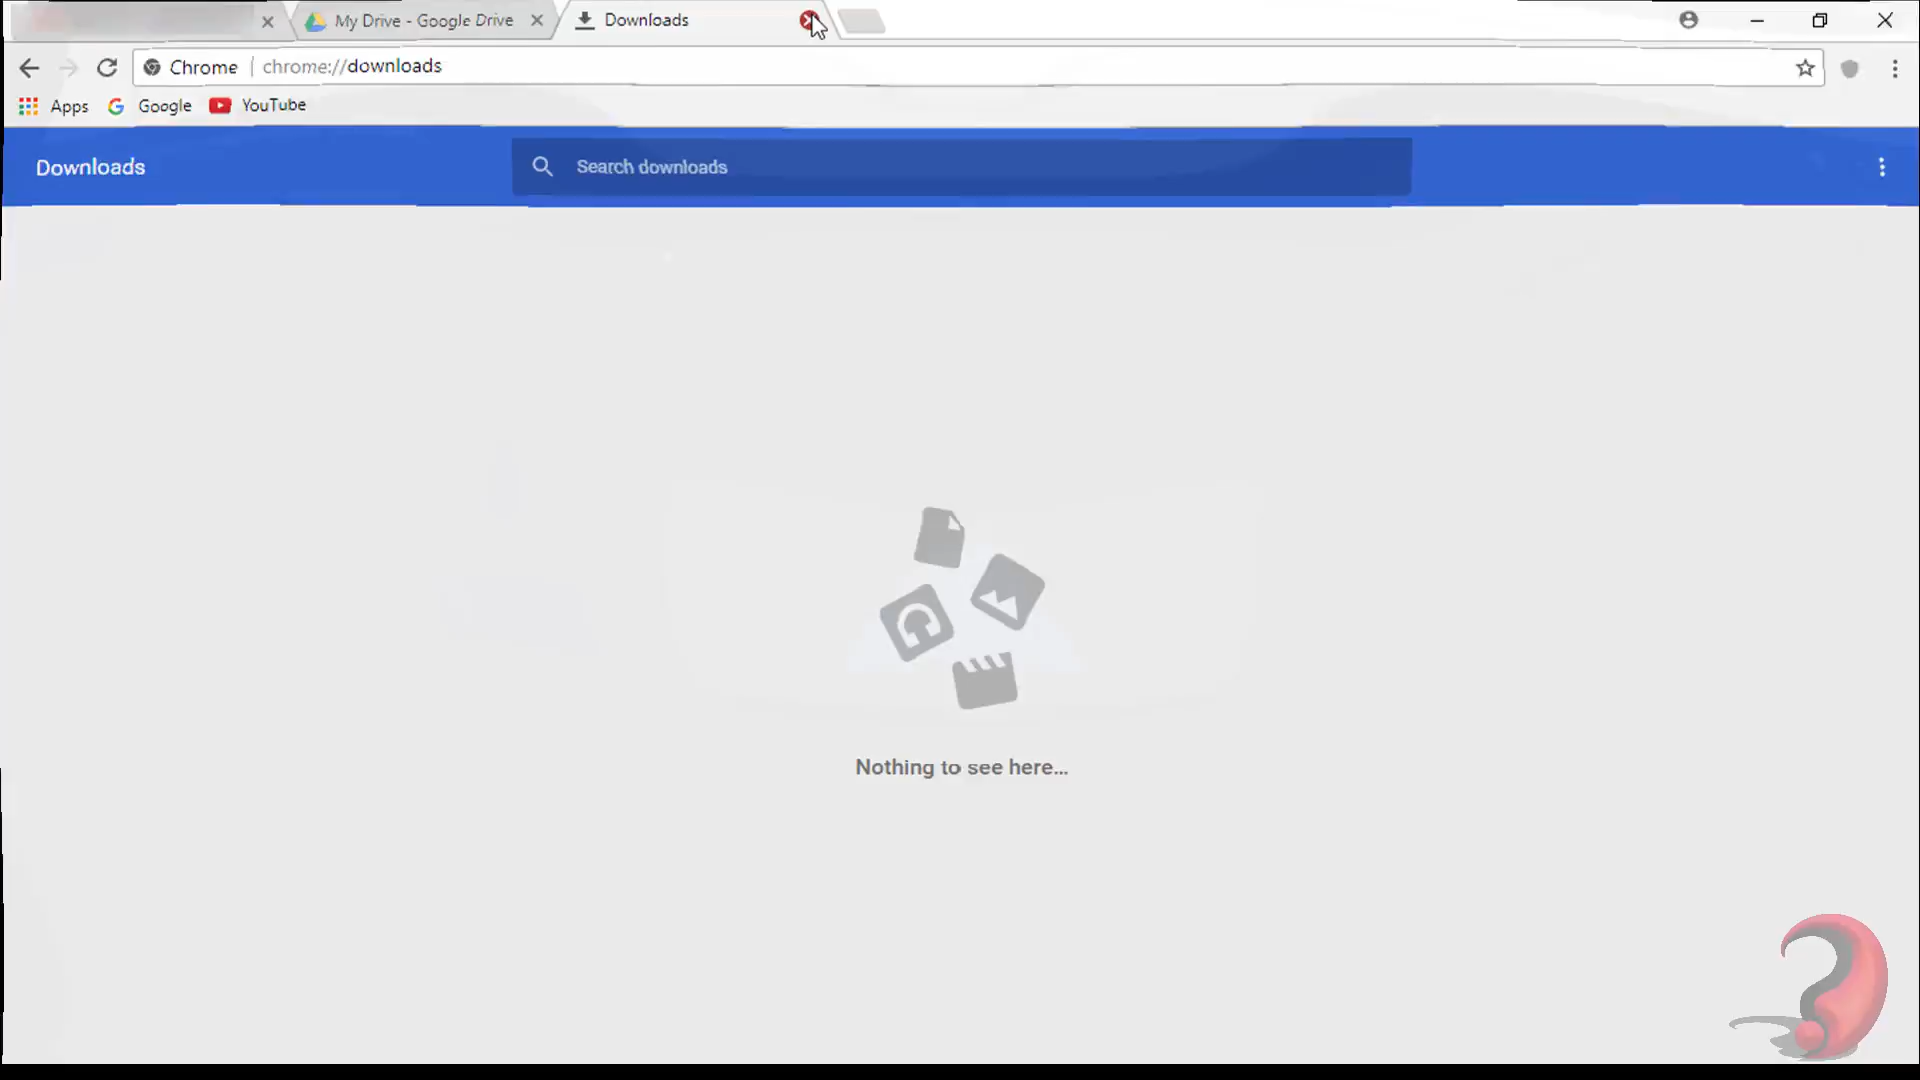 My Drive - Google Drive
Downloads
Chrome
chrome://downloads
Apps
Google
YouTube
Downloads
Search downloads
Nothing to see here...